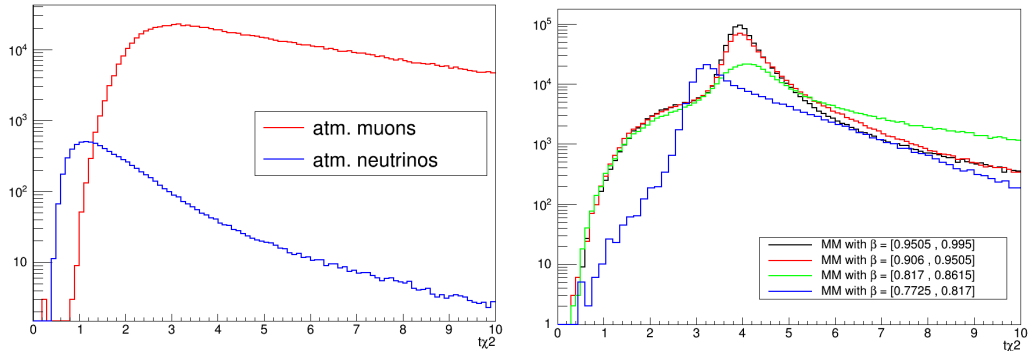 10⁴
10³
10²
10
atm. muons
atm. neutrinos
0 1 2 3 4 5 6 7 8 9 10
tχ2
10⁵
10⁴
10³
10²
10
1
MM with β = [0.9505 , 0.995]
MM with β = [0.906 , 0.9505]
MM with β = [0.817 , 0.8615]
MM with β = [0.7725 , 0.817]
0 1 2 3 4 5 6 7 8 9 10
tχ2